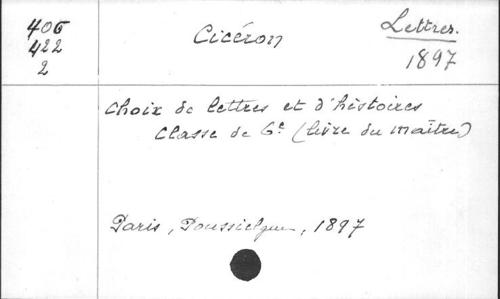 406 Cicéron Lettres.
422 1897
2
Choix de lettres et d'histoires
Classe de 6e (livre du maître)
Paris, Poussielgue, 1897